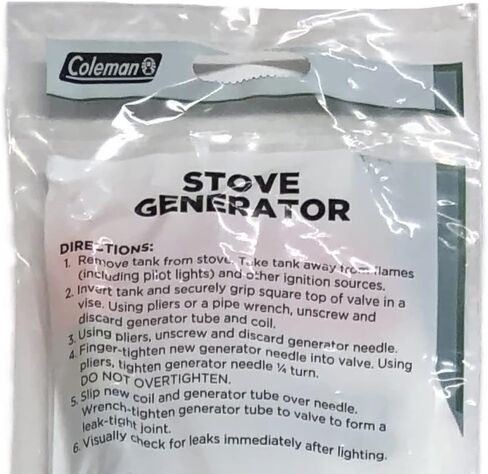 Coleman
STOVE
GENERATOR
DIRECTIONS:
1. Remove tank from stove. Take tank away from flames
(including pilot lights) and other ignition sources.
2. Invert tank and securely grip square top of valve in a
vise. Using pliers or a pipe wrench, unscrew and
discard generator tube and coil.
3. Using pliers, unscrew and discard generator needle.
4. Finger-tighten new generator needle into valve. Using
pliers, tighten generator needle ¼ turn.
DO NOT OVERTIGHTEN.
5. Slip new coil and generator tube over needle.
Wrench-tighten generator tube to valve to form a
leak-tight joint.
6. Visually check for leaks immediately after lighting.